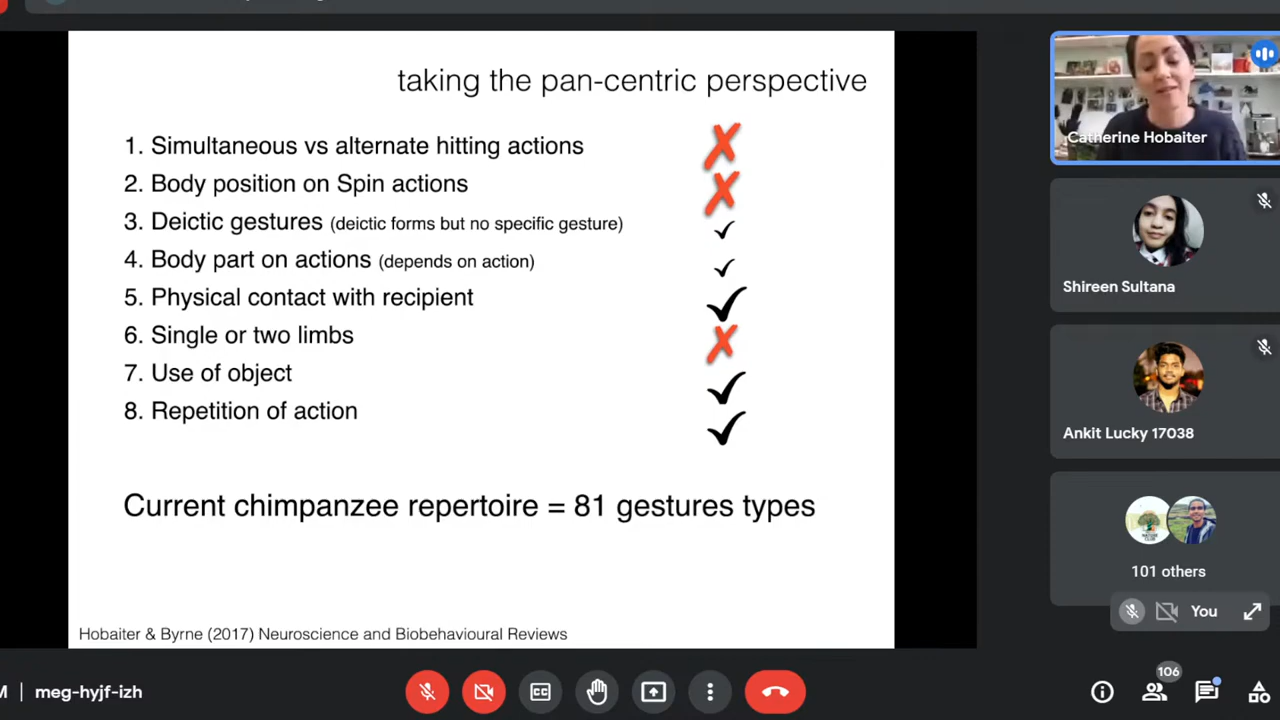 taking the pan-centric perspective
1. Simultaneous vs alternate hitting actions
2. Body position on Spin actions
3. Deictic gestures (deictic forms but no specific gesture)
4. Body part on actions (depends on action)
5. Physical contact with recipient
6. Single or two limbs
7. Use of object
8. Repetition of action
Current chimpanzee repertoire = 81 gestures types
Hobaiter & Byrne (2017) Neuroscience and Biobehavioural Reviews
Catherine Hobaiter
Shireen Sultana
Ankit Lucky 17038
101 others
You
M | meg-hyjf-izh
CC
106